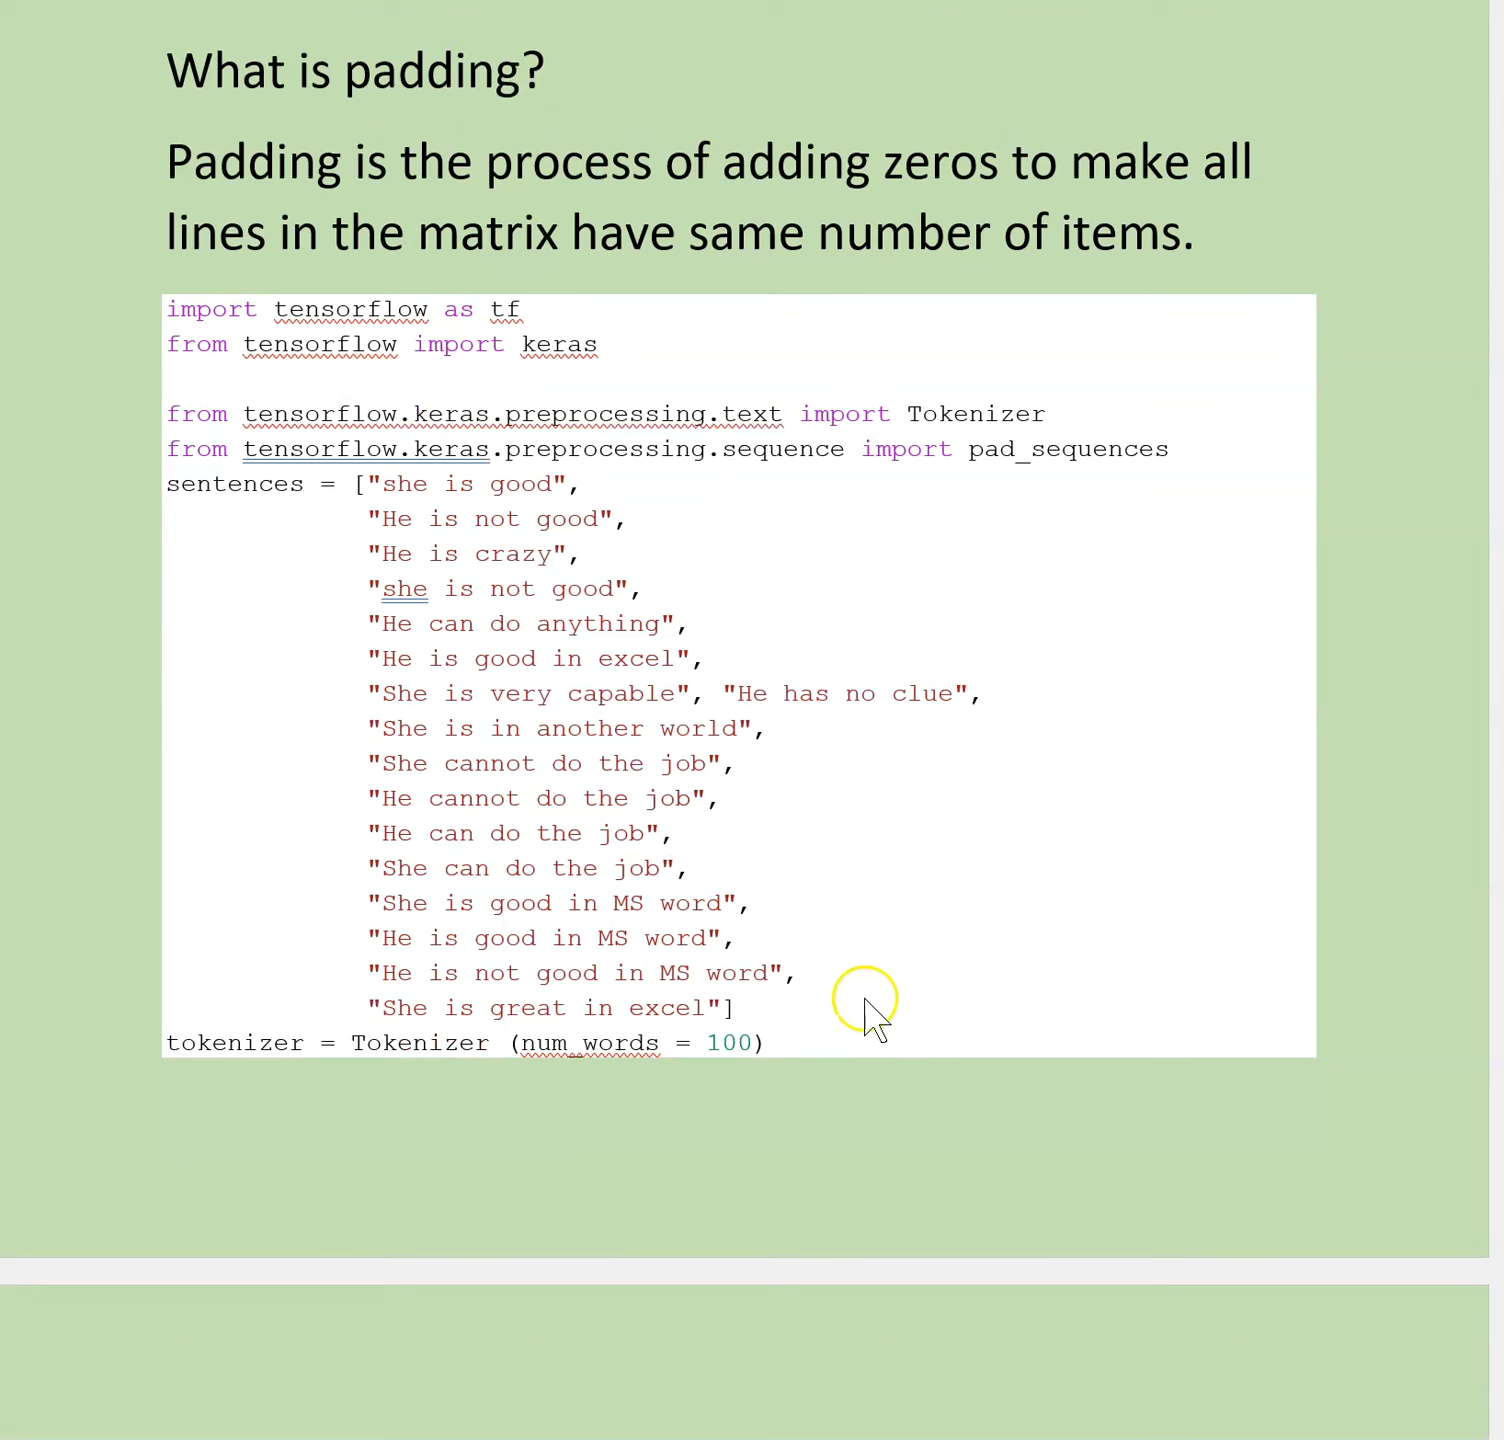 What is padding?
Padding is the process of adding zeros to make all
lines in the matrix have same number of items.
import tensorflow as tf
from tensorflow import keras
from tensorflow.keras.preprocessing.text import Tokenizer
from tensorflow.keras.preprocessing.sequence import pad_sequences
sentences = ["she is good",
"He is not good",
"He is crazy",
"she is not good",
"He can do anything",
"He is good in excel",
"She is very capable", "He has no clue",
"She is in another world",
"She cannot do the job",
"He cannot do the job",
"He can do the job",
"She can do the job",
"She is good in MS word",
"He is good in MS word",
"He is not good in MS word",
"She is great in excel"]
tokenizer = Tokenizer (num_words = 100)